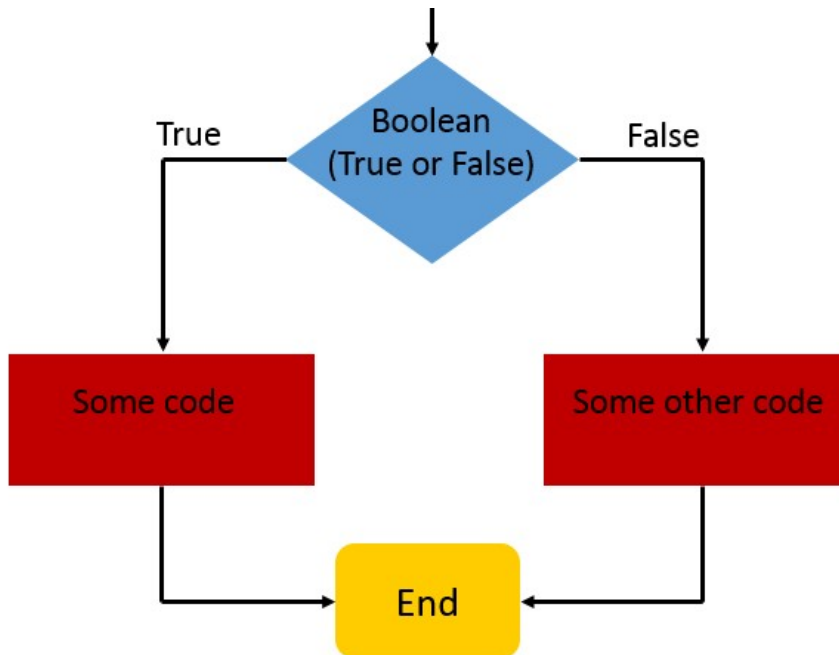 Boolean
(True or False)
True
False
Some code
Some other code
End